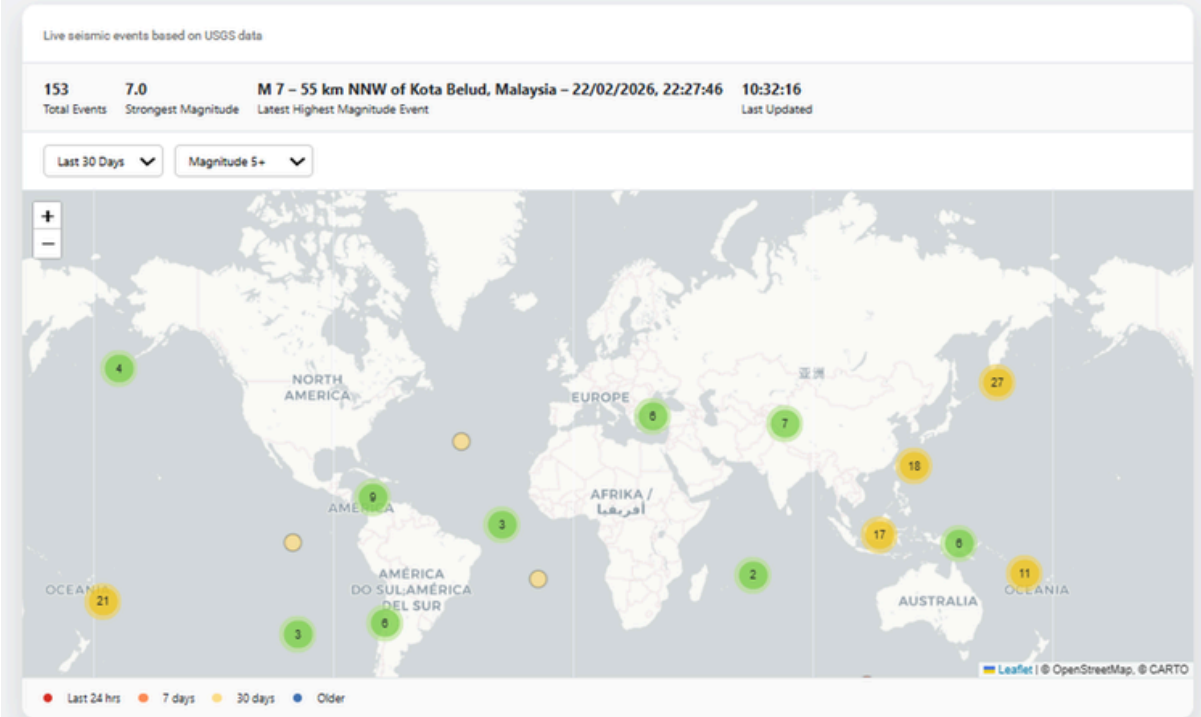 Live seismic events based on USGS data
153 7.0 M 7 – 55 km NNW of Kota Belud, Malaysia – 22/02/2026, 22:27:46 10:32:16
Total Events Strongest Magnitude Latest Highest Magnitude Event Last Updated
Last 30 Days Magnitude 5+
+
−
4
NORTH
AMERICA
EUROPE
亚洲
27
6
7
18
9
AMÉRICA
3
AFRIKA /
أفريقيا
17
6
2
11
OCEANIA
21
AMÉRICA
DO SUL;AMÉRICA
DEL SUR
AUSTRALIA
OCEANIA
3
6
Leaflet | © OpenStreetMap, © CARTO
Last 24 hrs 7 days 30 days Older